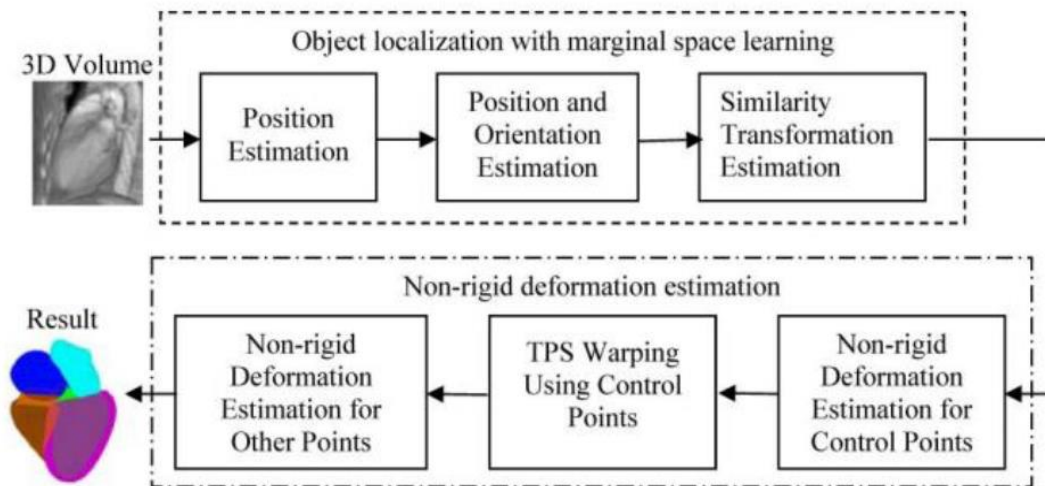 Object localization with marginal space learning
3D Volume
Position
Estimation
Position and
Orientation
Estimation
Similarity
Transformation
Estimation
Non-rigid deformation estimation
Result
Non-rigid
Deformation
Estimation for
Other Points
TPS Warping
Using Control
Points
Non-rigid
Deformation
Estimation for
Control Points